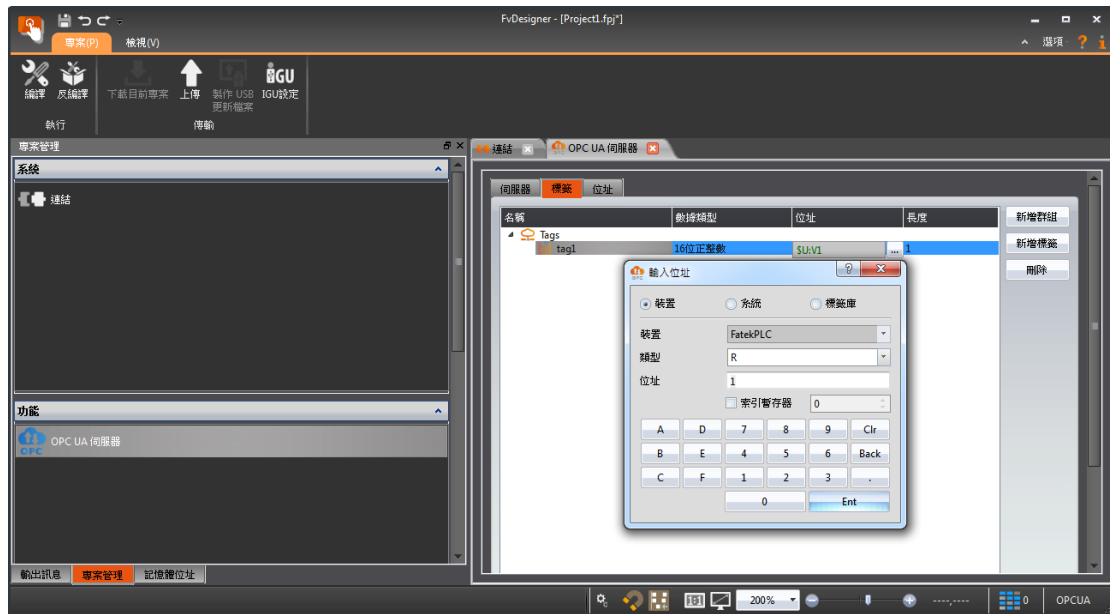 FvDesigner - [Project1.fpj*]
專案(P) 檢視(V) 選項
編譯 反編譯 下載目前專案 上傳 製作 USB 更新檔案 IGU設定
執行 傳輸
專案管理
系統
連結
功能
OPC UA 伺服器
輸出訊息 專案管理 記憶體位址
連結 OPC UA 伺服器
伺服器 標籤 位址
名稱 數據類型 位址 長度
Tags
tag1 16位正整數 $U:V1 ... 1
新增群組
新增標籤
刪除
輸入位址
裝置 系統 標籤庫
裝置 FatekPLC
類型 R
位址 1
索引暫存器 0
A D 7 8 9 Clr
B E 4 5 6 Back
C F 1 2 3 .
0 Ent
200% ----,---- 0 OPCUA